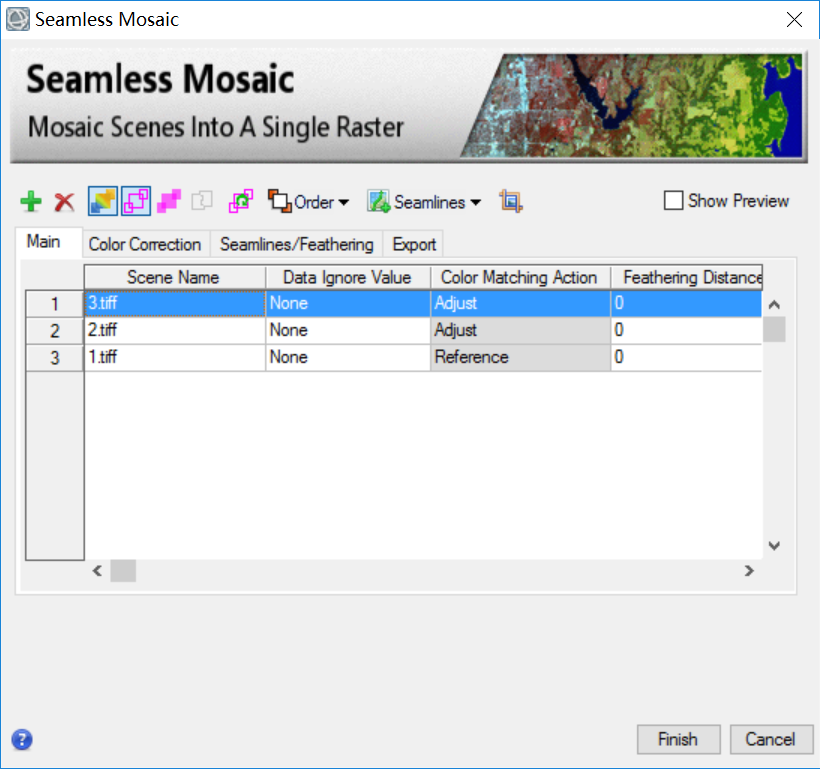 Seamless Mosaic
Seamless Mosaic
Mosaic Scenes Into A Single Raster
Order Seamlines Show Preview
Main Color Correction Seamlines/Feathering Export
Scene Name Data Ignore Value Color Matching Action Feathering Distance
1 3.tiff None Adjust 0
2 2.tiff None Adjust 0
3 1.tiff None Reference 0
? Finish Cancel